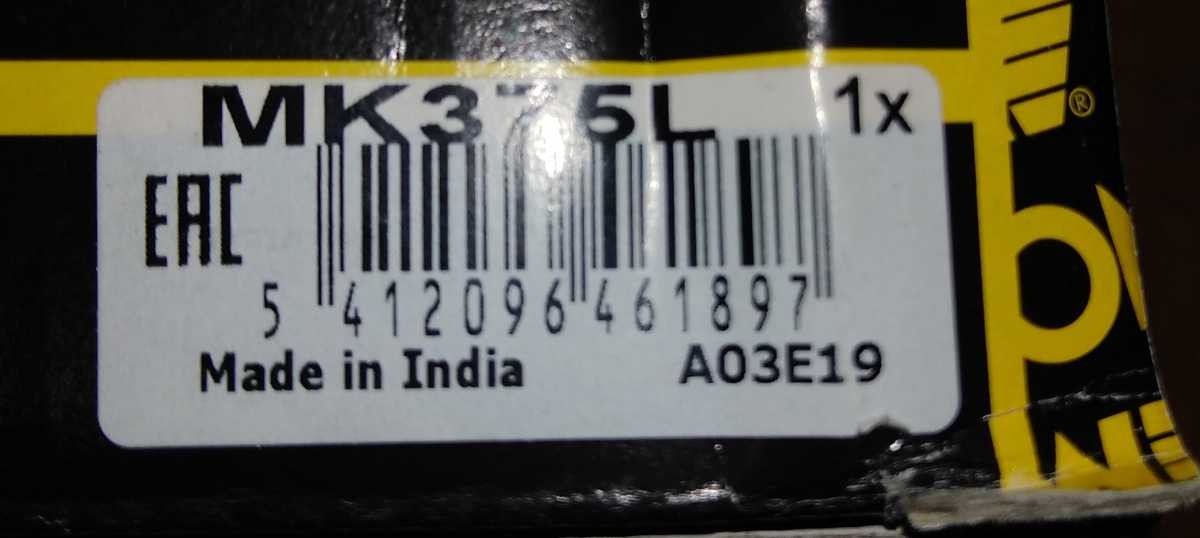 MK375L 1x
®
EAC
5 412096 461897
Made in India A03E19